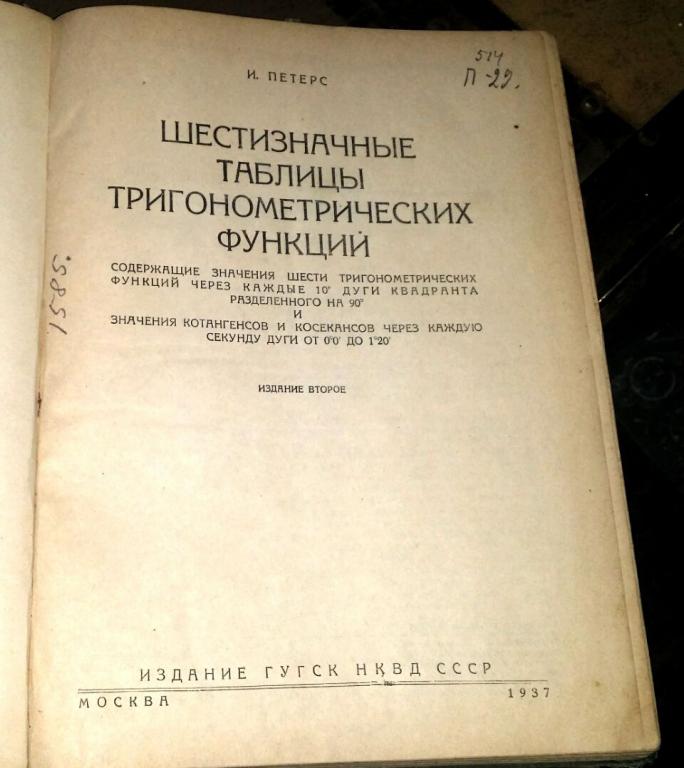 514
П-22.
И. ПЕТЕРС
ШЕСТИЗНАЧНЫЕ
ТАБЛИЦЫ
ТРИГОНОМЕТРИЧЕСКИХ
ФУНКЦИЙ
СОДЕРЖАЩИЕ ЗНАЧЕНИЯ ШЕСТИ ТРИГОНОМЕТРИЧЕСКИХ
ФУНКЦИЙ ЧЕРЕЗ КАЖДЫЕ 10" ДУГИ КВАДРАНТА
РАЗДЕЛЕННОГО НА 90°
И
ЗНАЧЕНИЯ КОТАНГЕНСОВ И КОСЕКАНСОВ ЧЕРЕЗ КАЖДУЮ
СЕКУНДУ ДУГИ ОТ 0°0' ДО 1°20'
ИЗДАНИЕ ВТОРОЕ
ИЗДАНИЕ ГУГСК НКВД СССР
МОСКВА 1937